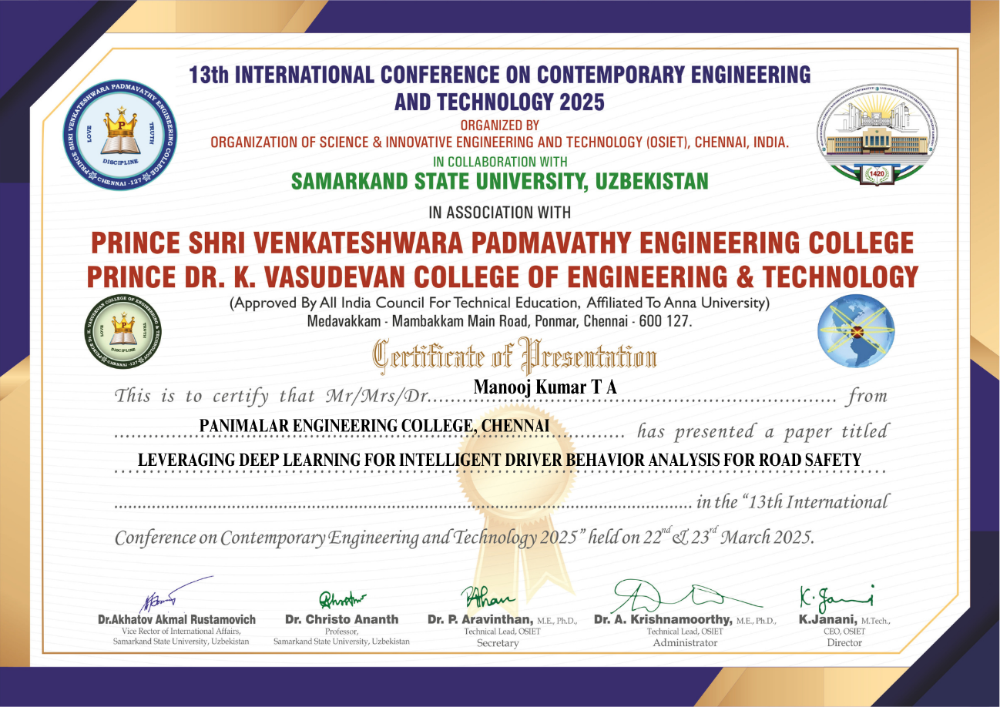 13th INTERNATIONAL CONFERENCE ON CONTEMPORARY ENGINEERING
AND TECHNOLOGY 2025
ORGANIZED BY
ORGANIZATION OF SCIENCE & INNOVATIVE ENGINEERING AND TECHNOLOGY (OSIET), CHENNAI, INDIA.
IN COLLABORATION WITH
SAMARKAND STATE UNIVERSITY, UZBEKISTAN
IN ASSOCIATION WITH
PRINCE SHRI VENKATESHWARA PADMAVATHY ENGINEERING COLLEGE
CHENNAI -127
LOVE
TRUTH
P
DISCIPLINE
1420
PRINCE SHRI VENKATESHWARA PADMAVATHY ENGINEERING COLLEGE
PRINCE DR. K. VASUDEVAN COLLEGE OF ENGINEERING & TECHNOLOGY
(Approved By All India Council For Technical Education, Affiliated To Anna University)
Medavakkam - Mambakkam Main Road, Ponmar, Chennai - 600 127.
PRINCE Dr. K. VASUDEVAN COLLEGE OF ENGINEERING & TECHNOLOGY
CHENNAI -127
LOVE
TRUTH
P
DISCIPLINE
Certificate of Presentation
This is to certify that Mr/Mrs/Dr. Manooj Kumar T A from
PANIMALAR ENGINEERING COLLEGE, CHENNAI has presented a paper titled
LEVERAGING DEEP LEARNING FOR INTELLIGENT DRIVER BEHAVIOR ANALYSIS FOR ROAD SAFETY
in the “13th International
Conference on Contemporary Engineering and Technology 2025” held on 22nd & 23rd March 2025.
K. Janani
Dr.Akhatov Akmal Rustamovich
Vice Rector of International Affairs,
Samarkand State University, Uzbekistan
Dr. Christo Ananth
Professor,
Samarkand State University, Uzbekistan
Dr. P. Aravinthan, M.E., Ph.D.,
Technical Lead, OSIET
Secretary
Dr. A. Krishnamoorthy, M.E., Ph.D.,
Technical Lead, OSIET
Administrator
K.Janani, M.Tech.,
CEO, OSIET
Director